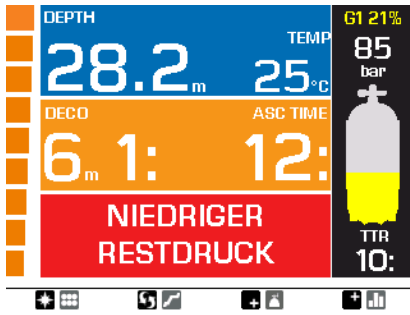 DEPTH
28.2m
TEMP
25°C
DECO
6m 1:
ASC TIME
12:
NIEDRIGER
RESTDRUCK
G1 21%
85
bar
TTR
10: